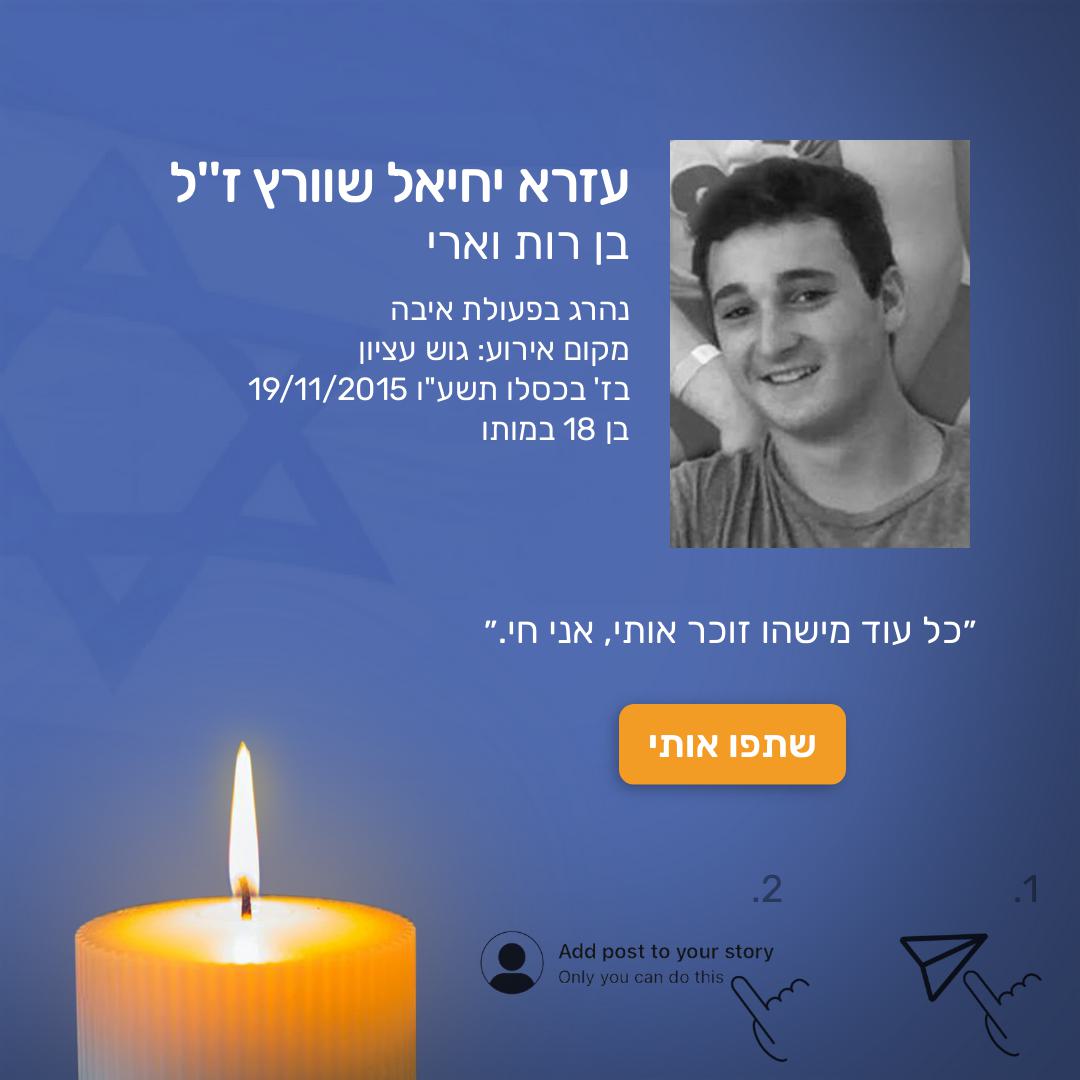 עזרא יחיאל שוורץ ז"ל
בן רות וארי
נהרג בפעולת איבה
מקום אירוע: גוש עציון
בז' בכסלו תשע"ו 19/11/2015
בן 18 במותו
״כל עוד מישהו זוכר אותי, אני חי.״
שתפו אותי
1.
2.
Add post to your story
Only you can do this